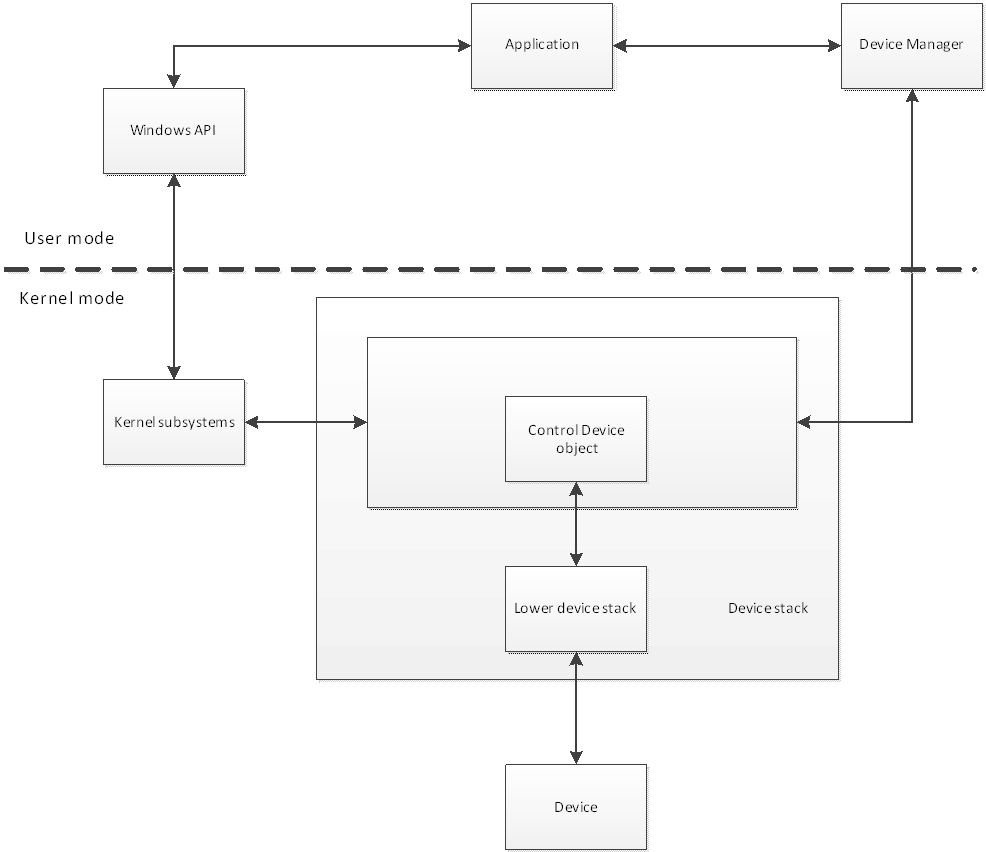 Application
Device Manager
Windows API
User mode
Kernel mode
Kernel subsystems
Control Device
object
Lower device stack
Device stack
Device